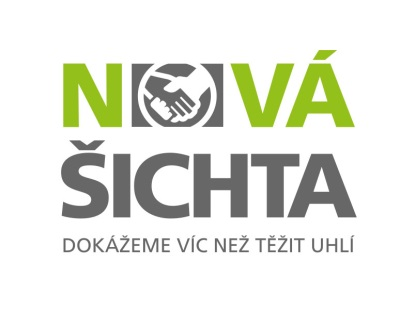 NOVÁ
ŠICHTA
DOKÁŽEME VÍC NEŽ TĚŽIT UHLÍ